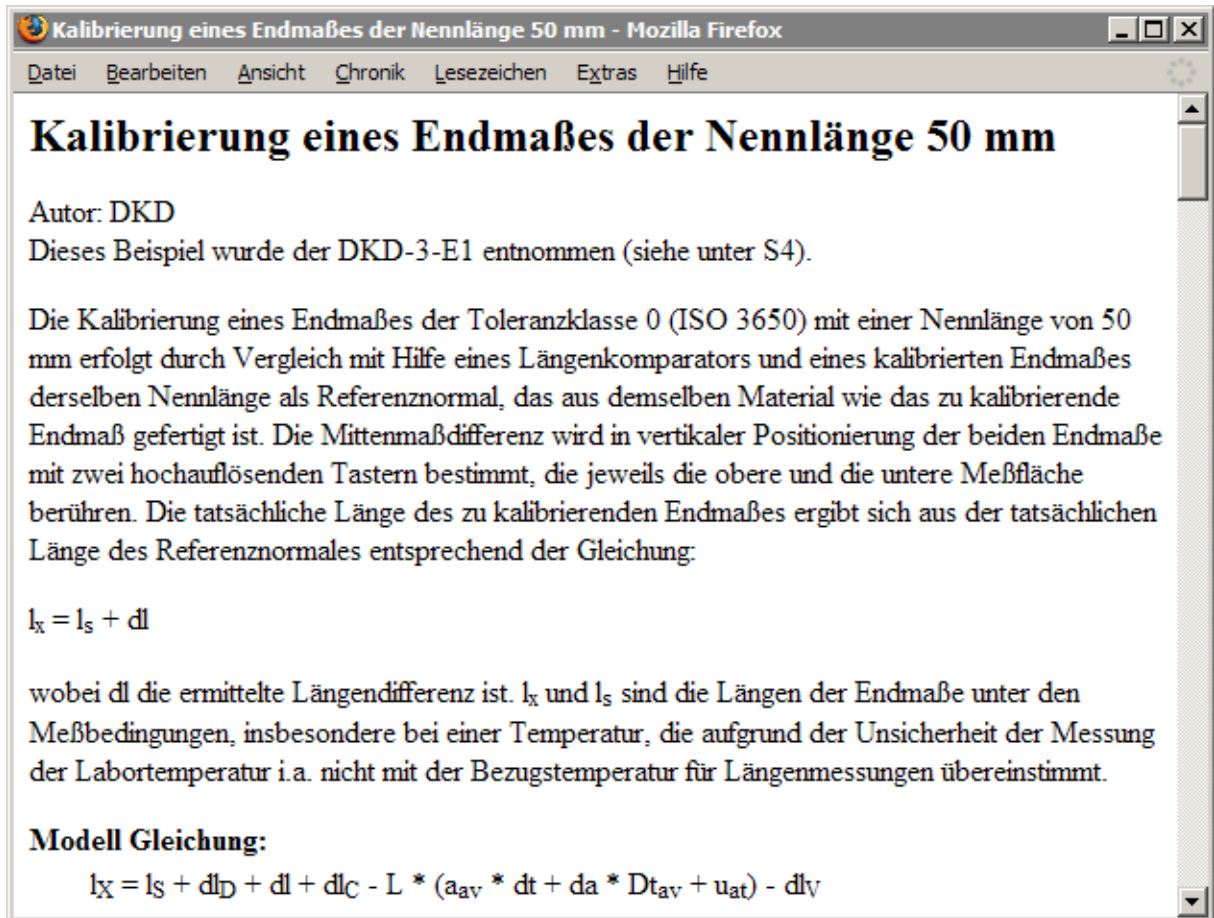 Kalibrierung eines Endmaßes der Nennlänge 50 mm - Mozilla Firefox
Datei Bearbeiten Ansicht Chronik Lesezeichen Extras Hilfe
Kalibrierung eines Endmaßes der Nennlänge 50 mm
Autor: DKD
Dieses Beispiel wurde der DKD-3-E1 entnommen (siehe unter S4).
Die Kalibrierung eines Endmaßes der Toleranzklasse 0 (ISO 3650) mit einer Nennlänge von 50
mm erfolgt durch Vergleich mit Hilfe eines Längenkomparators und eines kalibrierten Endmaßes
derselben Nennlänge als Referenznormal, das aus demselben Material wie das zu kalibrierende
Endmaß gefertigt ist. Die Mittenmaßdifferenz wird in vertikaler Positionierung der beiden Endmaße
mit zwei hochauflösenden Tastern bestimmt, die jeweils die obere und die untere Meßfläche
berühren. Die tatsächliche Länge des zu kalibrierenden Endmaßes ergibt sich aus der tatsächlichen
Länge des Referenznormales entsprechend der Gleichung:
lx = ls + dl
wobei dl die ermittelte Längendifferenz ist. lx und ls sind die Längen der Endmaße unter den
Meßbedingungen, insbesondere bei einer Temperatur, die aufgrund der Unsicherheit der Messung
der Labortemperatur i.a. nicht mit der Bezugstemperatur für Längenmessungen übereinstimmt.
Modell Gleichung:
lX = lS + dlD + dl + dlC - L * (aav * dt + da * Dtav + uat) - dlV